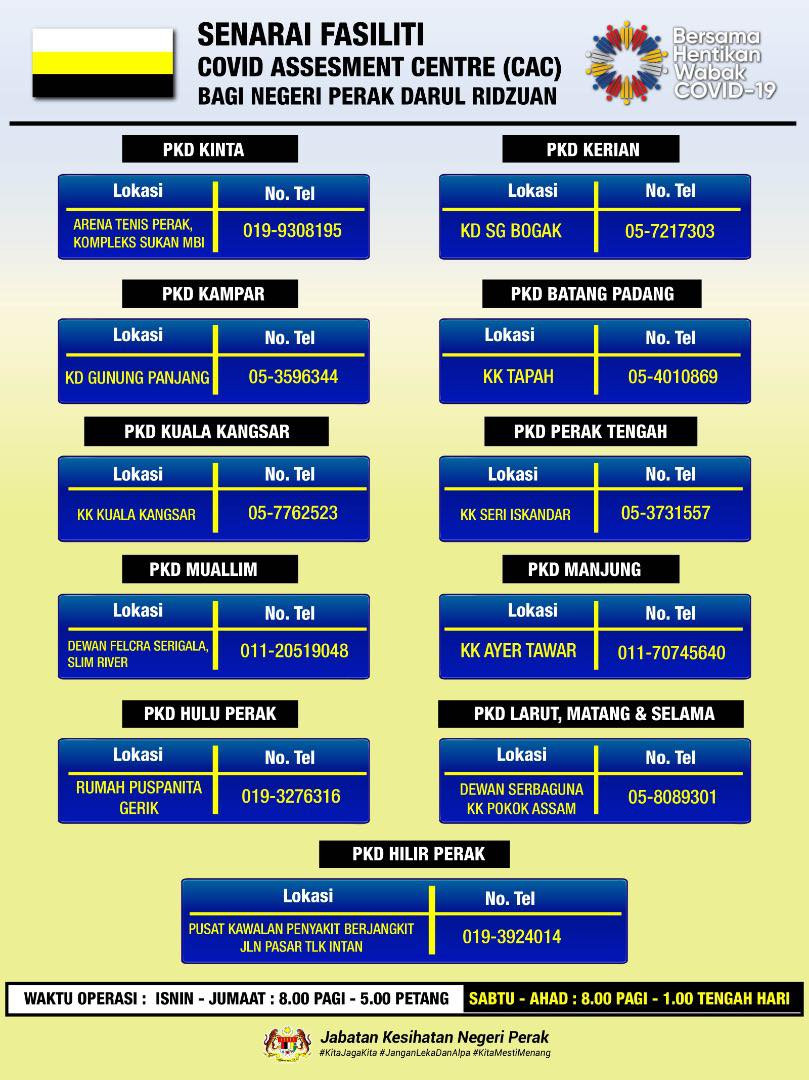 SENARAI FASILITI
COVID ASSESMENT CENTRE (CAC)
BAGI NEGERI PERAK DARUL RIDZUAN
Bersama
Hentikan
Wabak
COVID-19
PKD KINTA
Lokasi
No. Tel
ARENA TENIS PERAK,
KOMPLEKS SUKAN MBI
019-9308195
PKD KERIAN
Lokasi
No. Tel
KD SG BOGAK
05-7217303
PKD KAMPAR
Lokasi
No. Tel
KD GUNUNG PANJANG
05-3596344
PKD BATANG PADANG
Lokasi
No. Tel
KK TAPAH
05-4010869
PKD KUALA KANGSAR
Lokasi
No. Tel
KK KUALA KANGSAR
05-7762523
PKD PERAK TENGAH
Lokasi
No. Tel
KK SERI ISKANDAR
05-3731557
PKD MUALLIM
Lokasi
No. Tel
DEWAN FELCRA SERIGALA,
SLIM RIVER
011-20519048
PKD MANJUNG
Lokasi
No. Tel
KK AYER TAWAR
011-70745640
PKD HULU PERAK
Lokasi
No. Tel
RUMAH PUSPANITA
GERIK
019-3276316
PKD LARUT, MATANG & SELAMA
Lokasi
No. Tel
DEWAN SERBAGUNA
KK POKOK ASSAM
05-8089301
PKD HILIR PERAK
Lokasi
No. Tel
PUSAT KAWALAN PENYAKIT BERJANGKIT
JLN PASAR TLK INTAN
019-3924014
WAKTU OPERASI : ISNIN - JUMAAT : 8.00 PAGI - 5.00 PETANG SABTU - AHAD : 8.00 PAGI - 1.00 TENGAH HARI
Jabatan Kesihatan Negeri Perak
#KitaJagaKita #JanganLekaDanAlpa #KitaMestiMenang